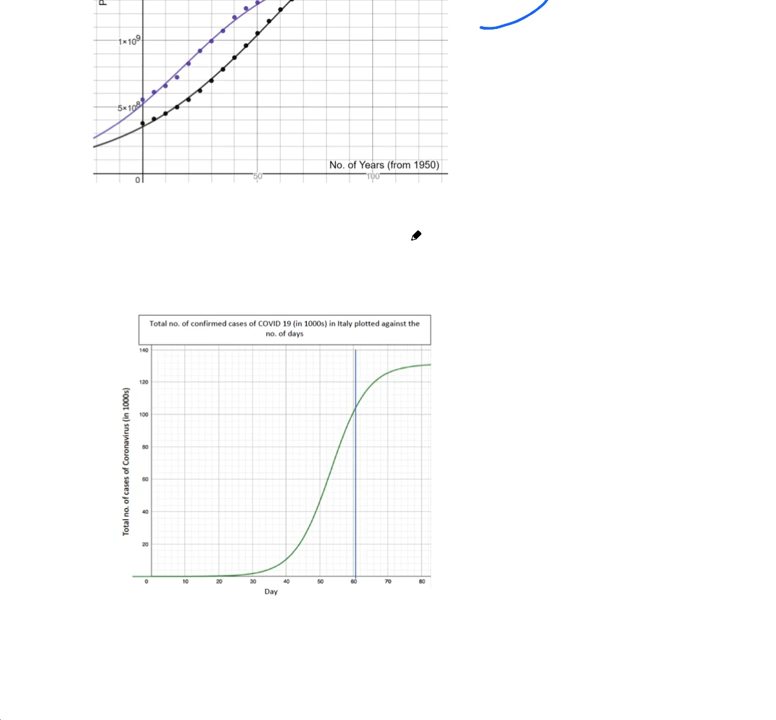 1×10⁹
5×10⁸
No. of Years (from 1950)
0
50
100
Total no. of confirmed cases of COVID 19 (in 1000s) in Italy plotted against the
no. of days
Total no. of cases of Coronavirus (in 1000s)
140
120
100
80
60
40
20
0 10 20 30 40 50 60 70 80
Day